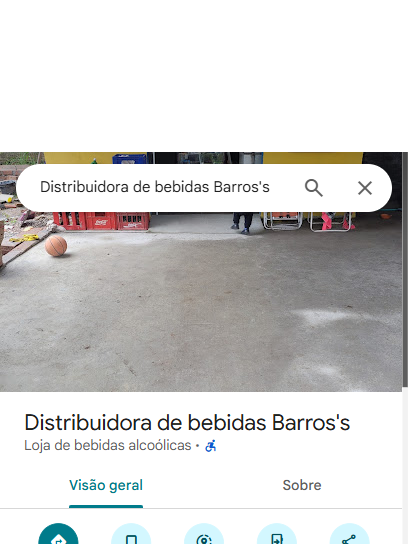 Distribuidora de bebidas Barros's
Distribuidora de bebidas Barros's
Loja de bebidas alcoólicas ·
Visão geral
Sobre